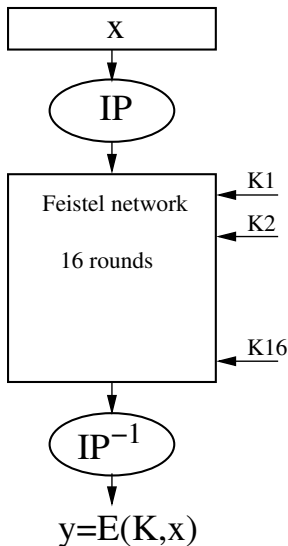 x
IP
Feistel network
K1
K2
16 rounds
K16
IP⁻¹
y=E(K,x)